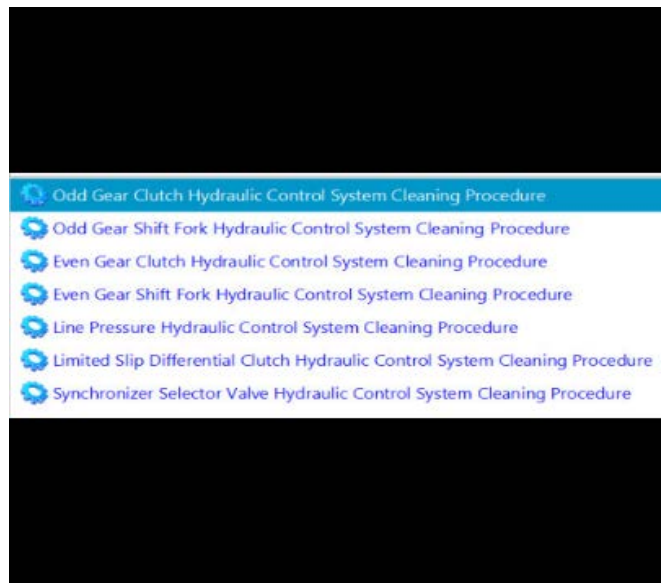 Odd Gear Clutch Hydraulic Control System Cleaning Procedure
Odd Gear Shift Fork Hydraulic Control System Cleaning Procedure
Even Gear Clutch Hydraulic Control System Cleaning Procedure
Even Gear Shift Fork Hydraulic Control System Cleaning Procedure
Line Pressure Hydraulic Control System Cleaning Procedure
Limited Slip Differential Clutch Hydraulic Control System Cleaning Procedure
Synchronizer Selector Valve Hydraulic Control System Cleaning Procedure